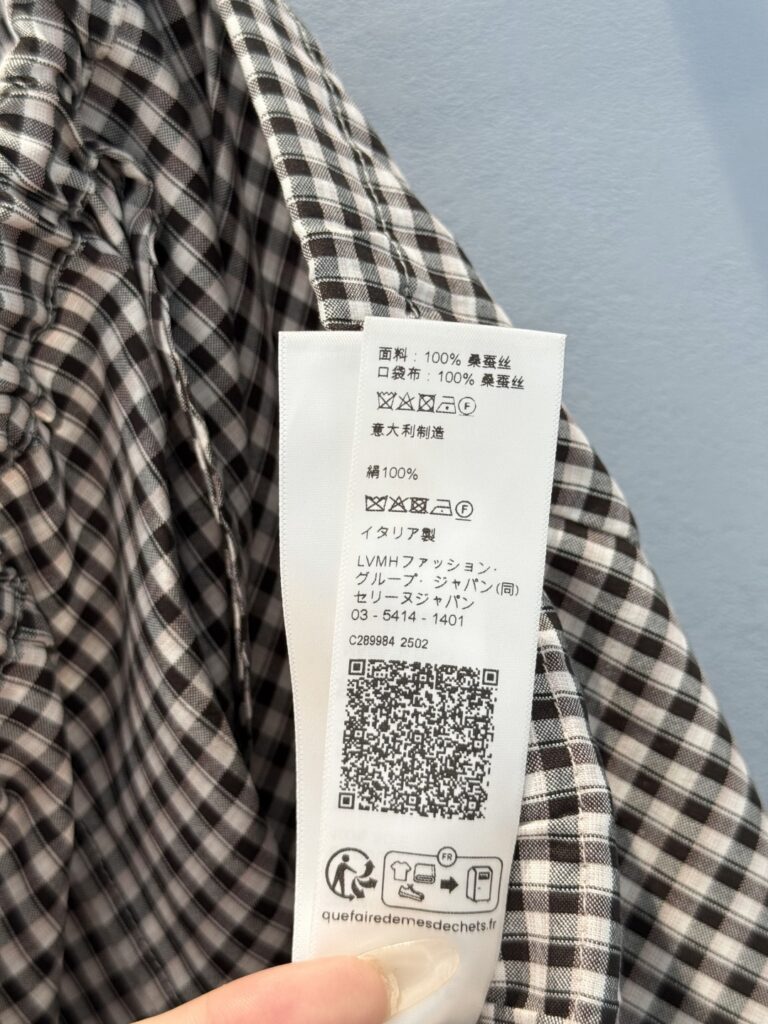 面料：100% 桑蚕丝
口袋布：100% 桑蚕丝
F
意大利制造
絹100%
F
イタリア製
LVMHファッション・
グループ・ジャパン(同)
セリーヌジャパン
03 - 5414 - 1401
C289984 2502
FR
quefairedemesdechets.fr